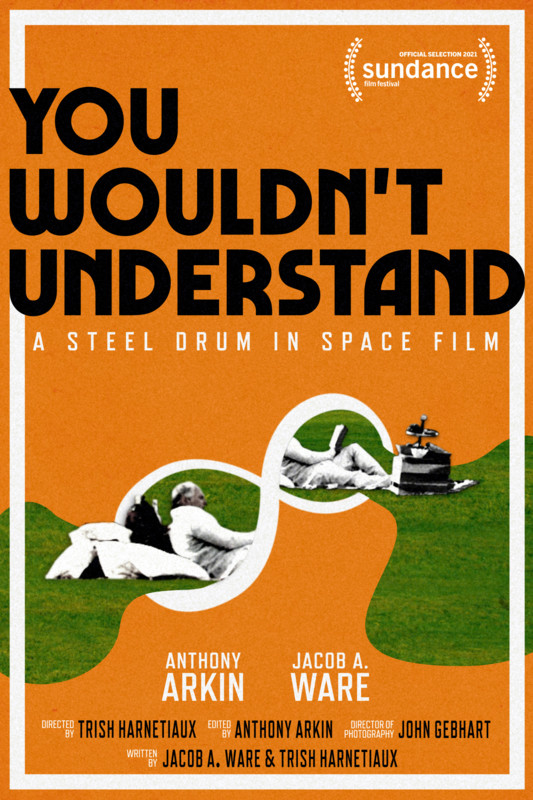 OFFICIAL SELECTION 2021
sundance
film festival
YOU
WOULDN'T
UNDERSTAND
A STEEL DRUM IN SPACE FILM
ANTHONY ARKIN
JACOB A. WARE
DIRECTED BY TRISH HARNETIAUX EDITED BY ANTHONY ARKIN DIRECTOR OF PHOTOGRAPHY JOHN GEBHART
WRITTEN BY JACOB A. WARE & TRISH HARNETIAUX